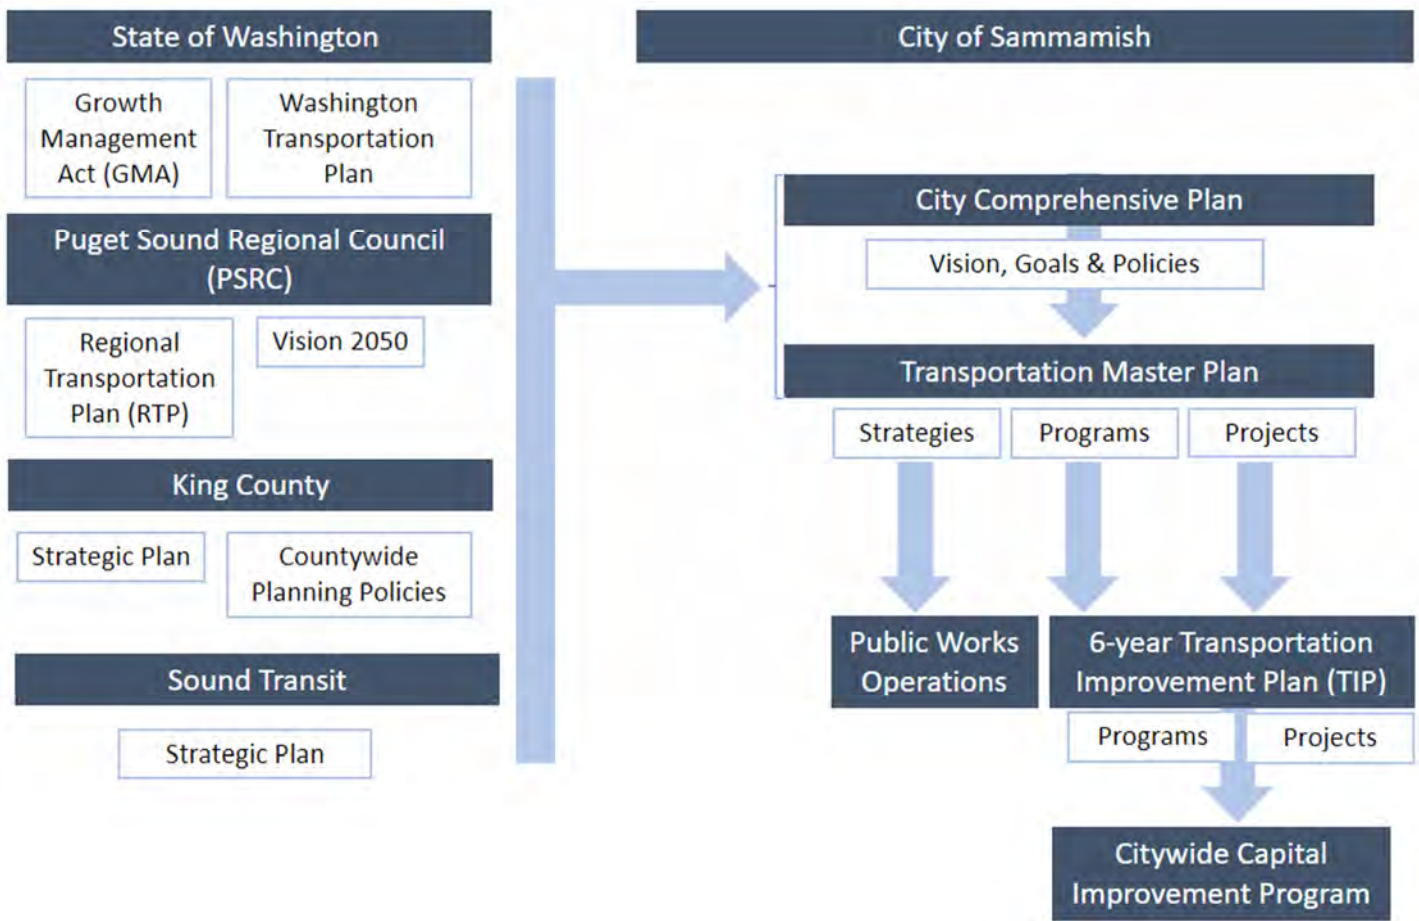 State of Washington
Growth
Management
Act (GMA)
Washington
Transportation
Plan
Puget Sound Regional Council
(PSRC)
Regional
Transportation
Plan (RTP)
Vision 2050
King County
Strategic Plan
Countywide
Planning Policies
Sound Transit
Strategic Plan
City of Sammamish
City Comprehensive Plan
Vision, Goals & Policies
Transportation Master Plan
Strategies
Programs
Projects
Public Works
Operations
6-year Transportation
Improvement Plan (TIP)
Programs
Projects
Citywide Capital
Improvement Program